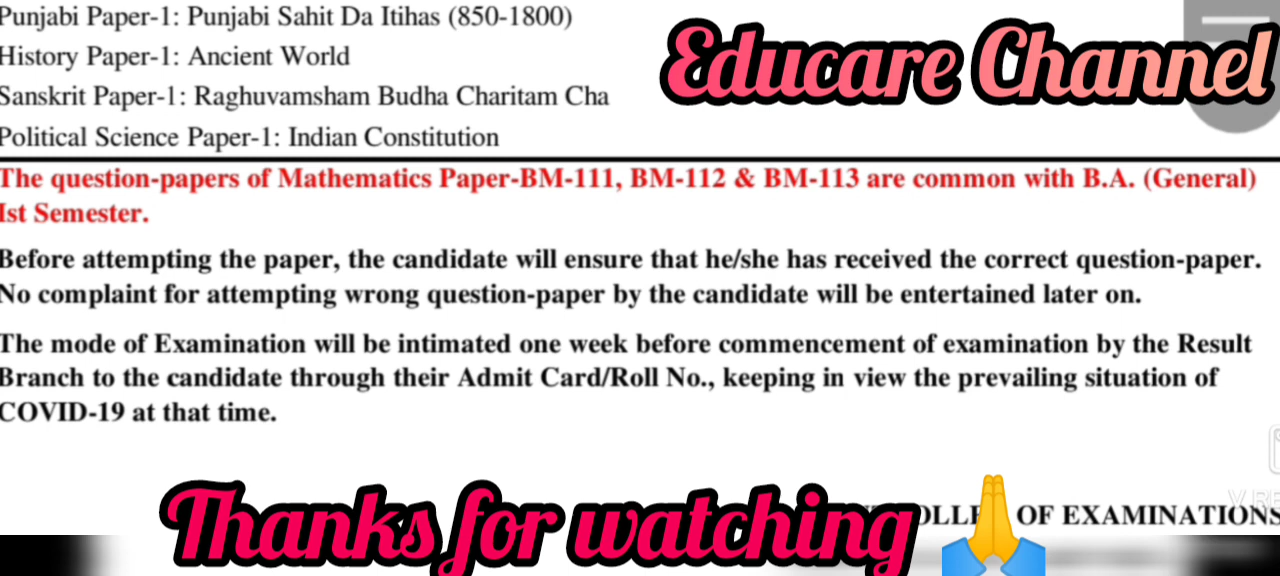 Punjabi Paper-1: Punjabi Sahit Da Itihas (850-1800)
History Paper-1: Ancient World
Sanskrit Paper-1: Raghuvamsham Budha Charitam Cha
Political Science Paper-1: Indian Constitution
Educare Channel
The question-papers of Mathematics Paper-BM-111, BM-112 & BM-113 are common with B.A. (General)
Ist Semester.
Before attempting the paper, the candidate will ensure that he/she has received the correct question-paper.
No complaint for attempting wrong question-paper by the candidate will be entertained later on.
The mode of Examination will be intimated one week before commencement of examination by the Result
Branch to the candidate through their Admit Card/Roll No., keeping in view the prevailing situation of
COVID-19 at that time.
OF EXAMINATIONS
Thanks for watching